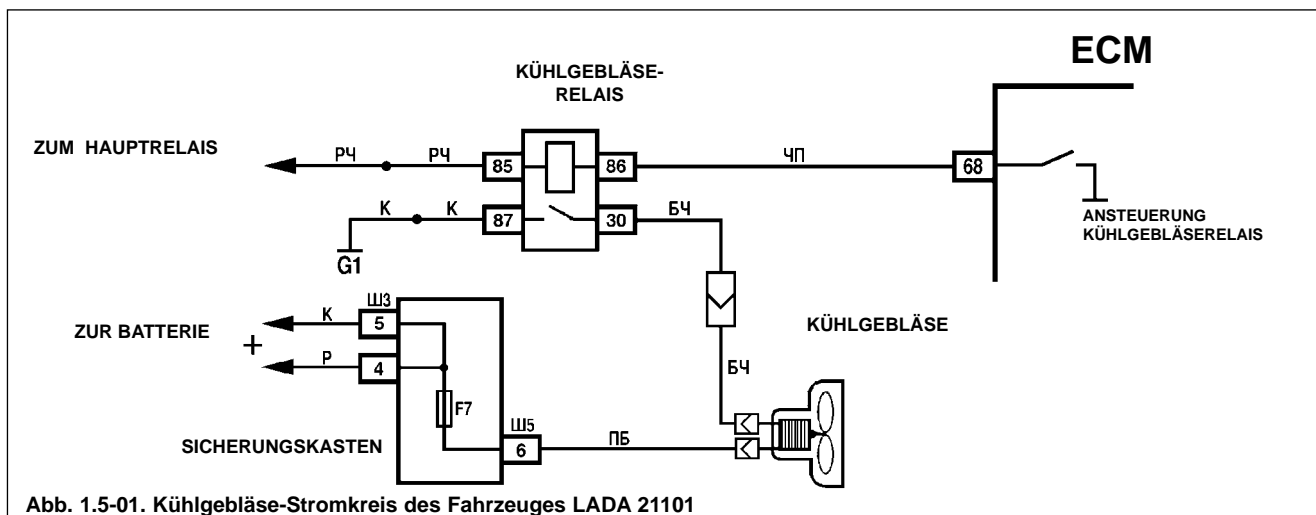 ECM
KÜHLGEBLÄSE-
RELAIS
ZUM HAUPTRELAIS
РЧ РЧ 85 86 ЧП 68
К К 87 30 БЧ
G1
ANSTEUERUNG
KÜHLGEBLÄSERELAIS
Ш3
К 5
ZUR BATTERIE
+
Р 4
KÜHLGEBLÄSE
БЧ
F7
Ш5
SICHERUNGSKASTEN
6 ПБ
Abb. 1.5-01. Kühlgebläse-Stromkreis des Fahrzeuges LADA 21101